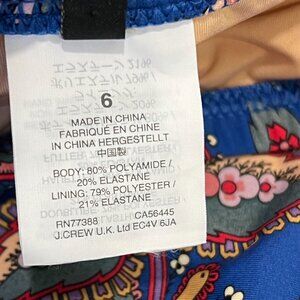 6
MADE IN CHINA
FABRIQUÉ EN CHINE
IN CHINA HERGESTELLT
中国製
BODY: 80% POLYAMIDE /
20% ELASTANE
LINING: 79% POLYESTER /
21% ELASTANE
RN77388 CA56445
J.CREW U.K. Ltd EC4V 6JA